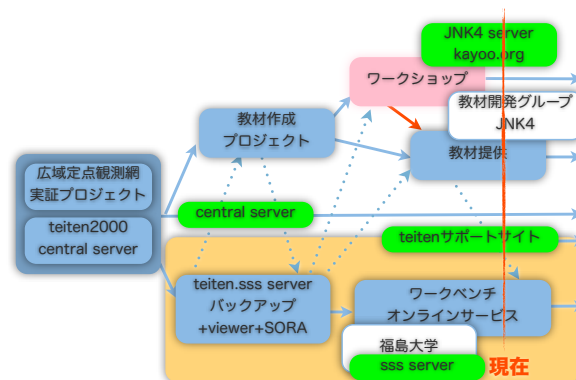 JNK4 server
kayoo.org
ワークショップ
教材開発グループ
JNK4
教材作成
プロジェクト
教材提供
広域定点観測網
実証プロジェクト
teiten2000
central server
central server
teitenサポートサイト
teiten.sss server
バックアップ
+viewer+SORA
ワークベンチ
オンラインサービス
福島大学
sss server
現在